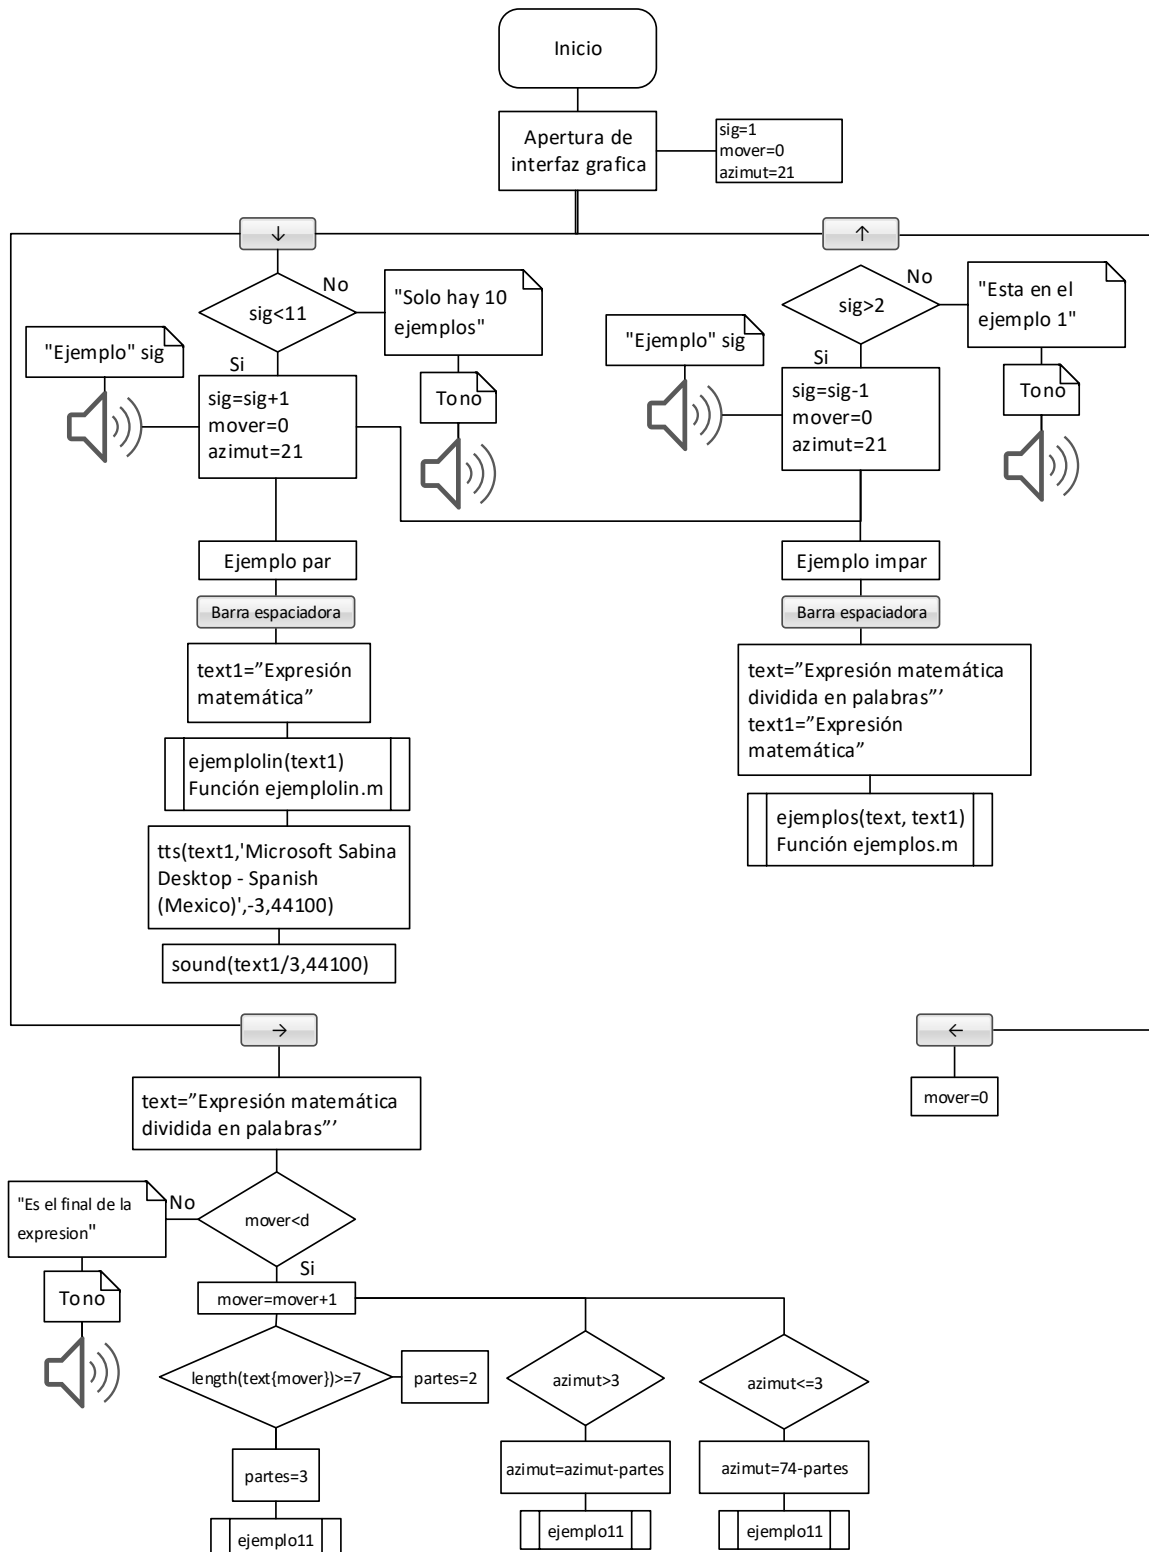 Inicio
Apertura de
interfaz grafica
sig=1
mover=0
azimut=21
↓
↑
sig<11
No
"Solo hay 10
ejemplos"
Tono
"Ejemplo" sig
Si
sig=sig+1
mover=0
azimut=21
sig>2
No
"Esta en el
ejemplo 1"
Tono
"Ejemplo" sig
Si
sig=sig-1
mover=0
azimut=21
Ejemplo par
Barra espaciadora
text1=”Expresión
matemática”
ejemplolin(text1)
Función ejemplolin.m
tts(text1,'Microsoft Sabina
Desktop - Spanish
(Mexico)',-3,44100)
sound(text1/3,44100)
Ejemplo impar
Barra espaciadora
text=”Expresión matemática
dividida en palabras”’
text1=”Expresión
matemática”
ejemplos(text, text1)
Función ejemplos.m
→
←
mover=0
text=”Expresión matemática
dividida en palabras”’
mover<d
No
"Es el final de la
expresion"
Tono
Si
mover=mover+1
length(text{mover})>=7
partes=2
partes=3
ejemplo11
azimut>3
azimut=azimut-partes
ejemplo11
azimut<=3
azimut=74-partes
ejemplo11